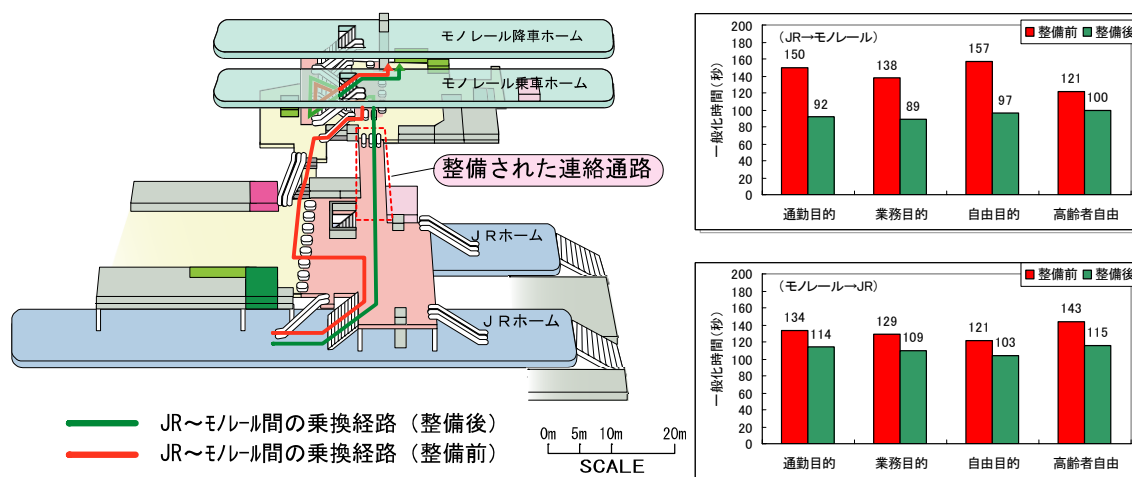 モノレール降車ホーム
モノレール乗車ホーム
整備された連絡通路
JRホーム
JRホーム
JR～ﾓﾉﾚｰﾙ間の乗換経路（整備後）
JR～ﾓﾉﾚｰﾙ間の乗換経路（整備前）
0m 5m 10m 20m
SCALE
（JR→モノレール）
整備前 整備後
一般化時間（秒）
200
180
160
140
120
100
80
60
40
20
0
150 92 138 89 157 97 121 100
通勤目的 業務目的 自由目的 高齢者自由
（モノレール→JR）
整備前 整備後
一般化時間（秒）
200
180
160
140
120
100
80
60
40
20
0
134 114 129 109 121 103 143 115
通勤目的 業務目的 自由目的 高齢者自由